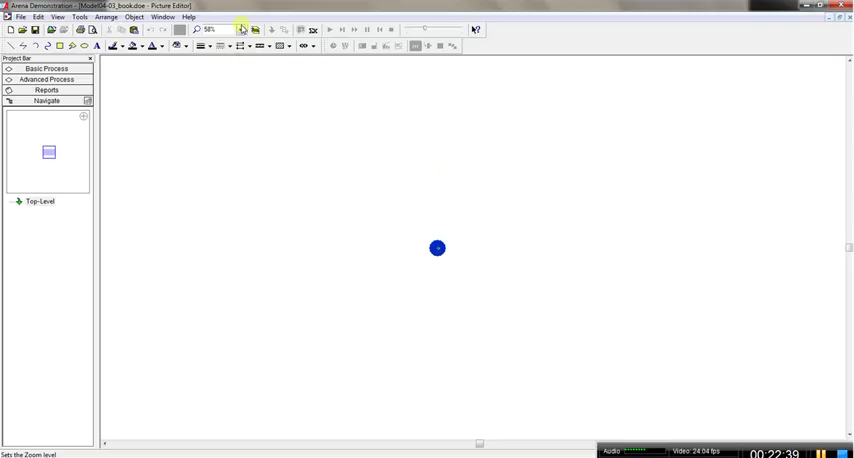 Arena Demonstration - [Model04-03_book.doe - Picture Editor]
File Edit View Tools Arrange Object Window Help
58%
A
Project Bar
Basic Process
Advanced Process
Reports
Navigate
Top-Level
Sets the Zoom level
Audio
Video: 24.04 fps
00:22:39